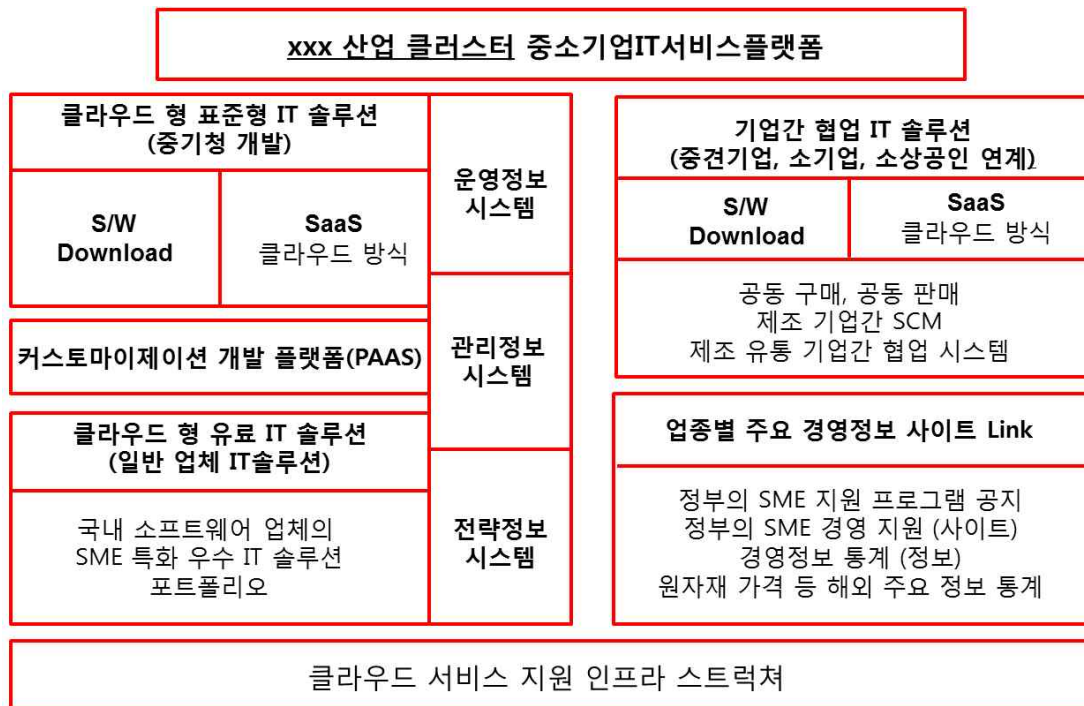 xxx 산업 클러스터 중소기업IT서비스플랫폼
클라우드 형 표준형 IT 솔루션
(중기청 개발)
S/W
Download
SaaS
클라우드 방식
커스토마이제이션 개발 플랫폼(PAAS)
클라우드 형 유료 IT 솔루션
(일반 업체 IT솔루션)
국내 소프트웨어 업체의
SME 특화 우수 IT 솔루션
포트폴리오
운영정보
시스템
관리정보
시스템
전략정보
시스템
기업간 협업 IT 솔루션
(중견기업, 소기업, 소상공인 연계)
S/W
Download
SaaS
클라우드 방식
공동 구매, 공동 판매
제조 기업간 SCM
제조 유통 기업간 협업 시스템
업종별 주요 경영정보 사이트 Link
정부의 SME 지원 프로그램 공지
정부의 SME 경영 지원 (사이트)
경영정보 통계 (정보)
원자재 가격 등 해외 주요 정보 통계
클라우드 서비스 지원 인프라 스트럭쳐